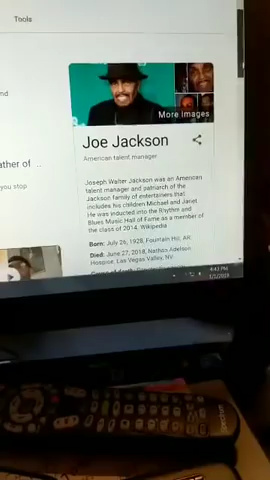 Tools
nd
More Images
Joe Jackson
American talent manager
ather of ...
you stop
Joseph Walter Jackson was an American
talent manager and patriarch of the
Jackson family of entertainers that
includes his children Michael and Janet.
He was inducted into the Rhythm and
Blues Music Hall of Fame as a member of
the class of 2014. Wikipedia
Born: July 26, 1928, Fountain Hill, AR
Died: June 27, 2018, Nathan Adelson
Hospice, Las Vegas Valley, NV
4:43 PM